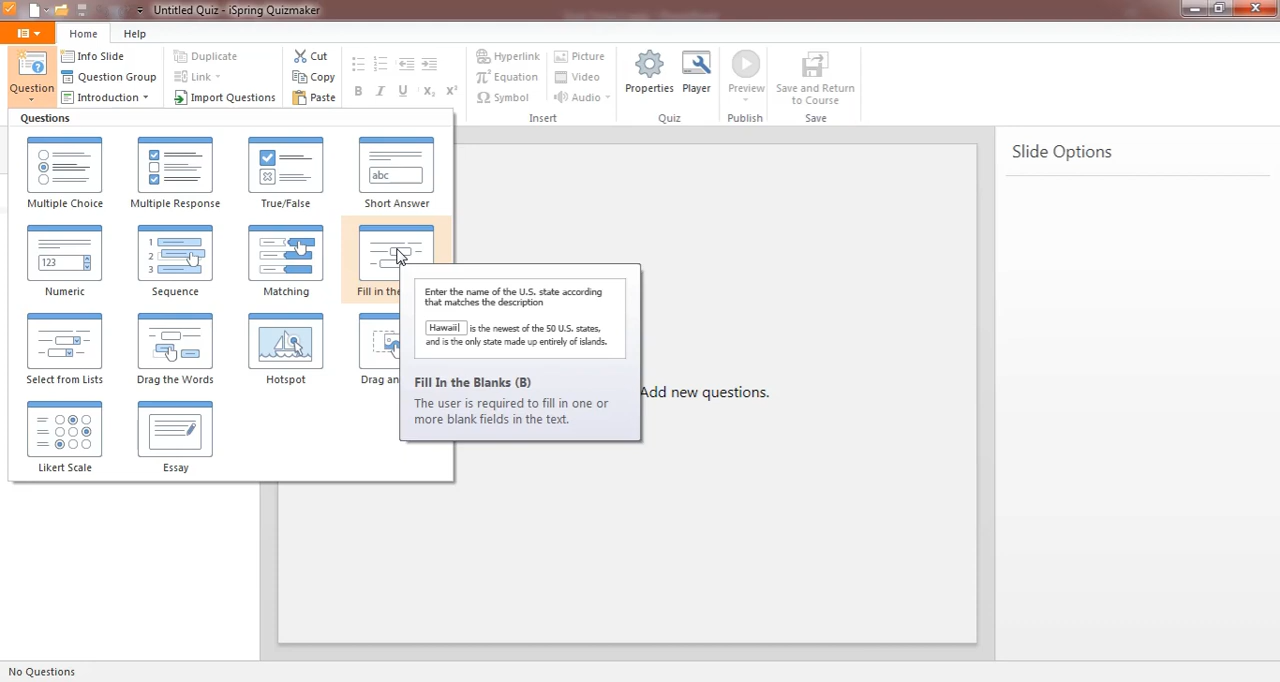 Untitled Quiz - iSpring Quizmaker
Home Help
Question
Info Slide
Question Group
Introduction
Duplicate
Link
Import Questions
Cut
Copy
Paste
B I U X₂ X²
Hyperlink
Equation
Symbol
Picture
Video
Audio
Insert
Properties
Player
Quiz
Preview
Publish
Save and Return
to Course
Save
Questions
Multiple Choice
Multiple Response
True/False
abc
Short Answer
123
Numeric
1
2
3
Sequence
Matching
Fill in the
Select from Lists
Drag the Words
Hotspot
Drag an
Likert Scale
Essay
Enter the name of the U.S. state according
that matches the description
Hawaii is the newest of the 50 U.S. states,
and is the only state made up entirely of islands.
Fill In the Blanks (B)
The user is required to fill in one or
more blank fields in the text.
Add new questions.
Slide Options
No Questions